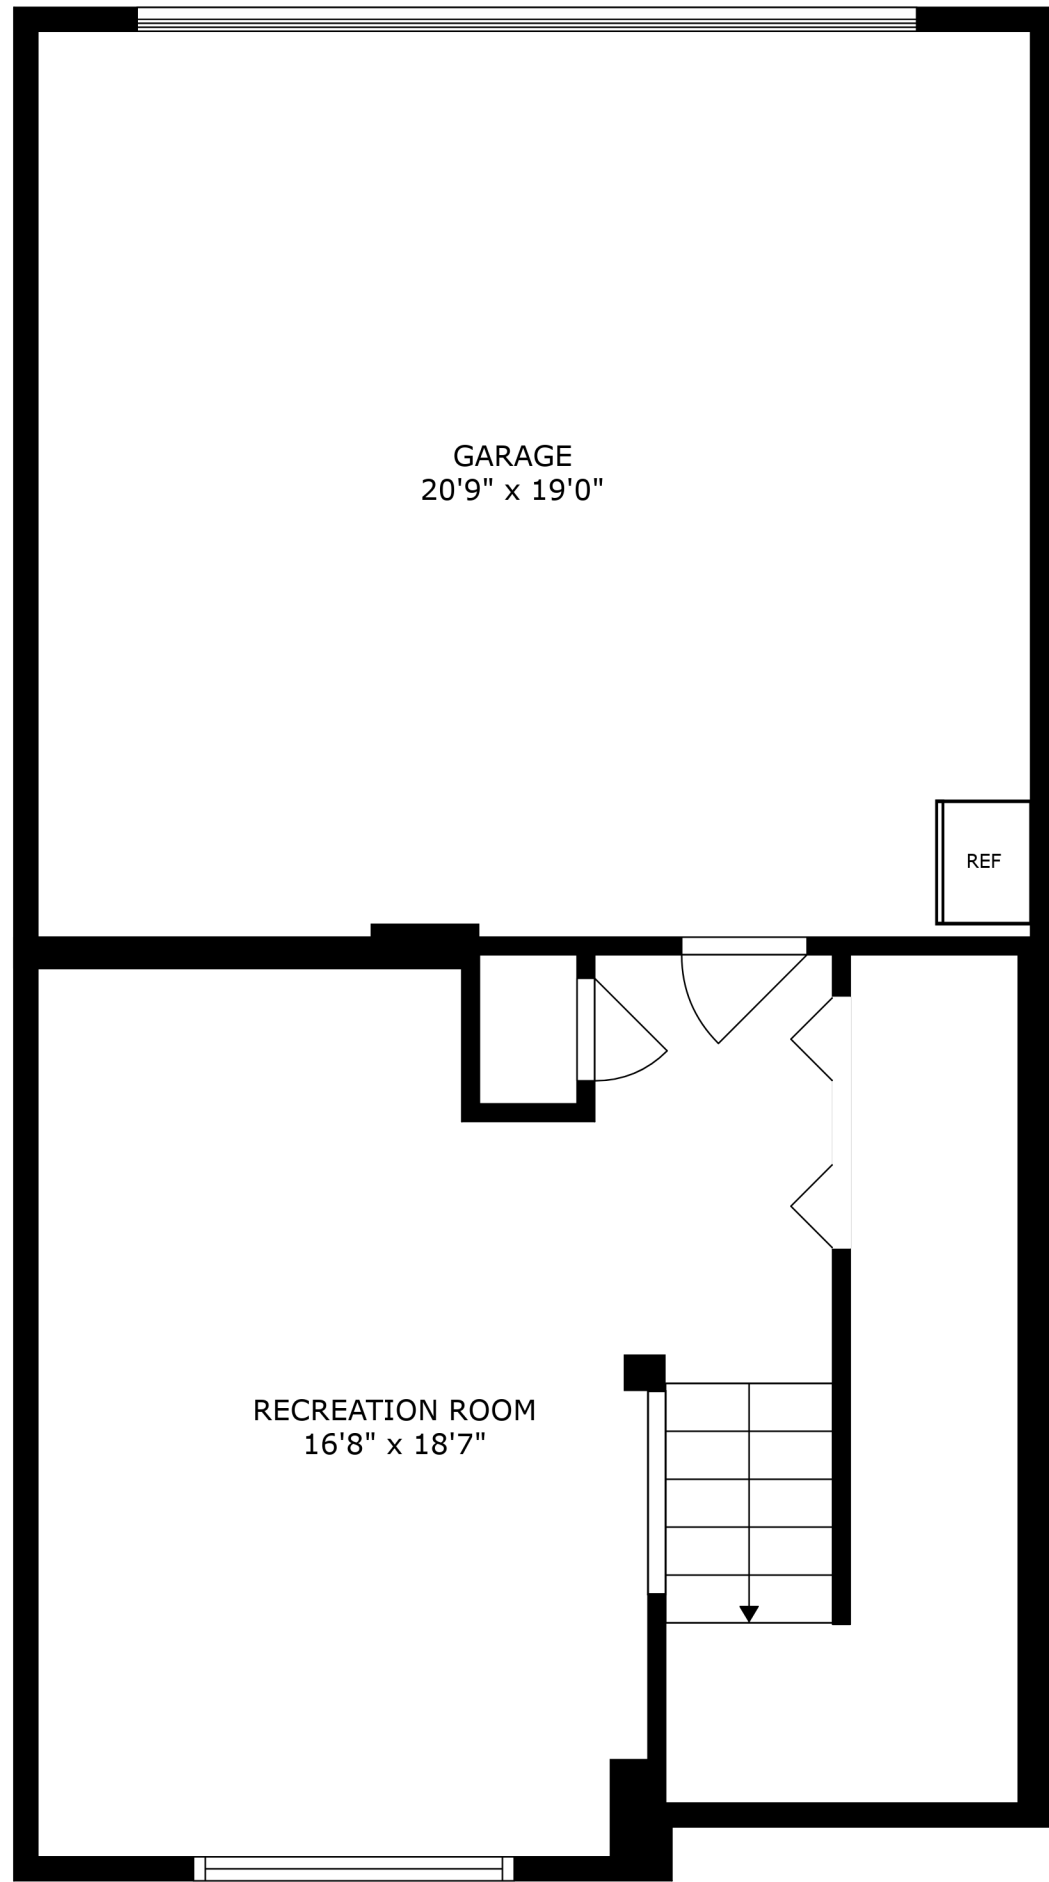 GARAGE
20'9" x 19'0"
REF
RECREATION ROOM
16'8" x 18'7"